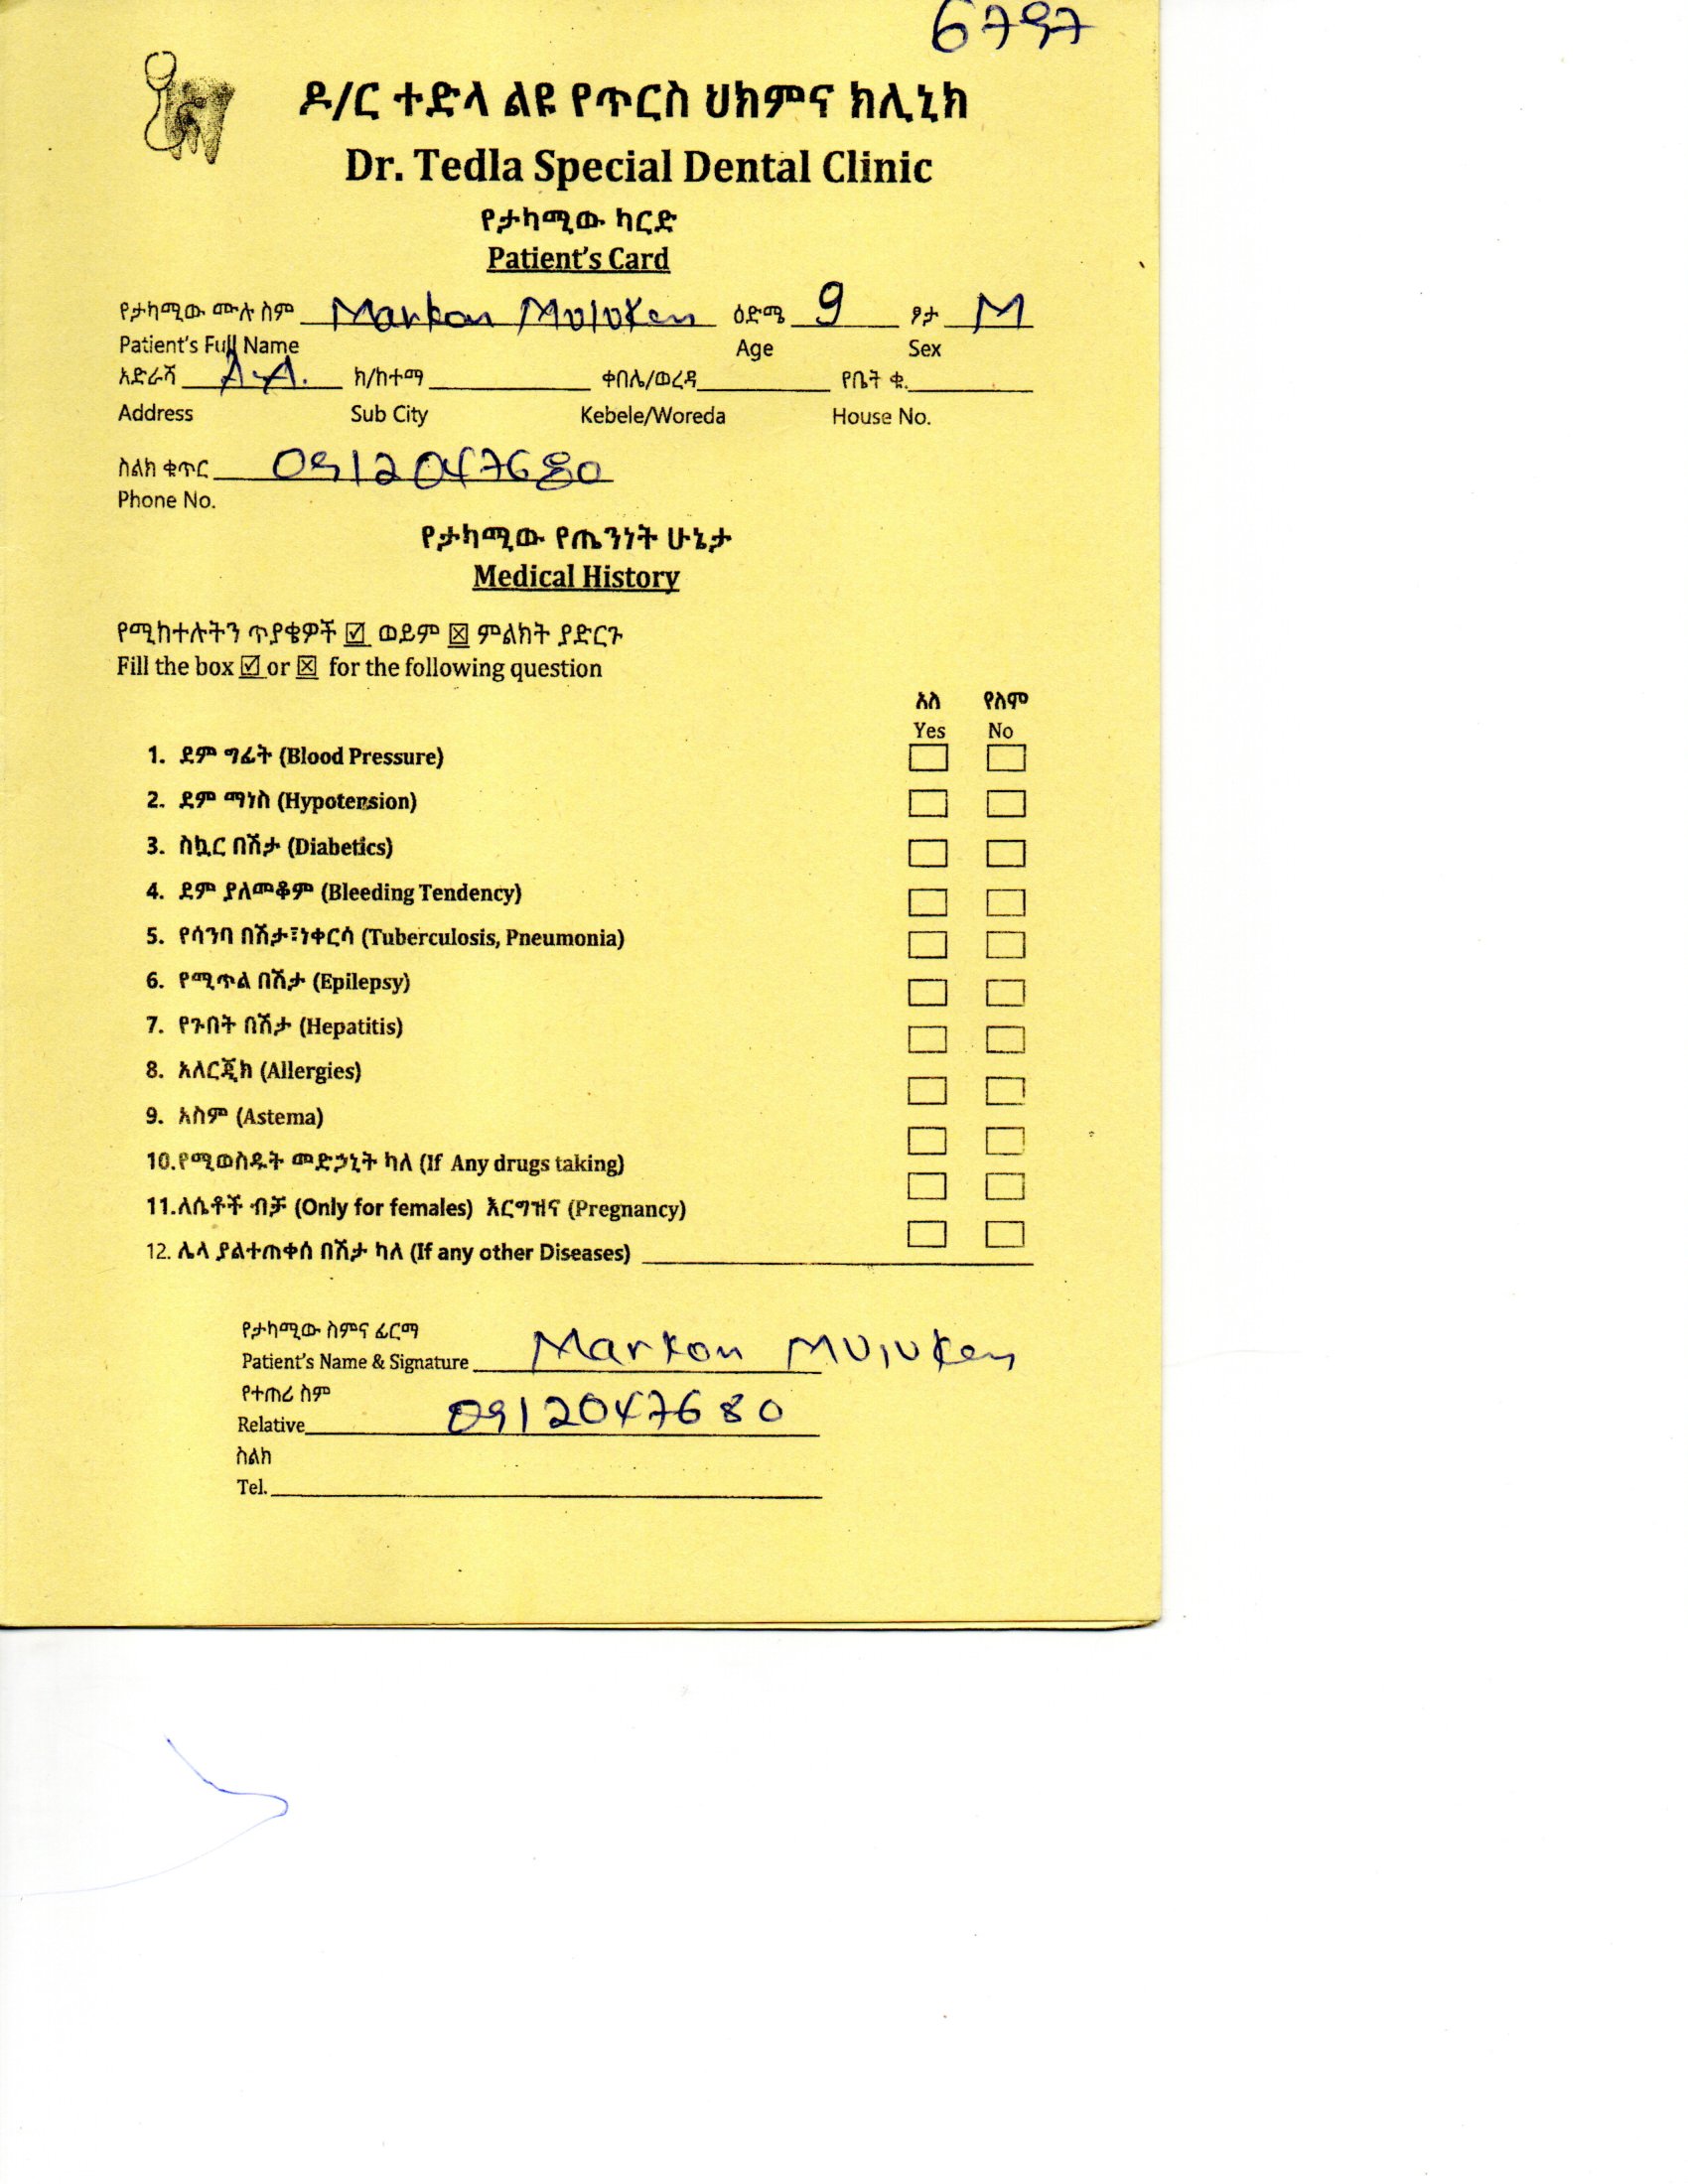 6797
ዶ/ር ተድላ ልዩ የጥርስ ህክምና ክሊኒክ
Dr. Tedla Special Dental Clinic
የታካሚው ካርድ
Patient's Card
የታካሚው ሙሉ ስም Markon Muluken ዕድሜ 9 ፆታ M
Patient's Full Name Age Sex
አድራሻ A.A. ክ/ከተማ ቀበሌ/ወረዳ የቤት ቁ.
Address Sub City Kebele/Woreda House No.
ስልክ ቁጥር 0912047680
Phone No.
የታካሚው የጤንነት ሁኔታ
Medical History
የሚከተሉትን ጥያቄዎች ☑ ወይም ☒ ምልክት ያድርጉ
Fill the box ☑ or ☒ for the following question
አለ የለም
Yes No
1. ደም ግፊት (Blood Pressure)
2. ደም ማነስ (Hypotension)
3. ስኳር በሽታ (Diabetics)
4. ደም ያለመቆም (Bleeding Tendency)
5. የሳንባ በሽታ፣ነቀርሳ (Tuberculosis, Pneumonia)
6. የሚጥል በሽታ (Epilepsy)
7. የጉበት በሽታ (Hepatitis)
8. አለርጂክ (Allergies)
9. አስም (Astema)
10.የሚወስዱት መድኃኒት ካለ (If Any drugs taking)
11.ለሴቶች ብቻ (Only for females) እርግዝና (Pregnancy)
12. ሌላ ያልተጠቀሰ በሽታ ካለ (If any other Diseases)
የታካሚው ስምና ፊርማ
Patient's Name & Signature Markon Muluken
የተጠሪ ስም
Relative 0912047680
ስልክ
Tel.